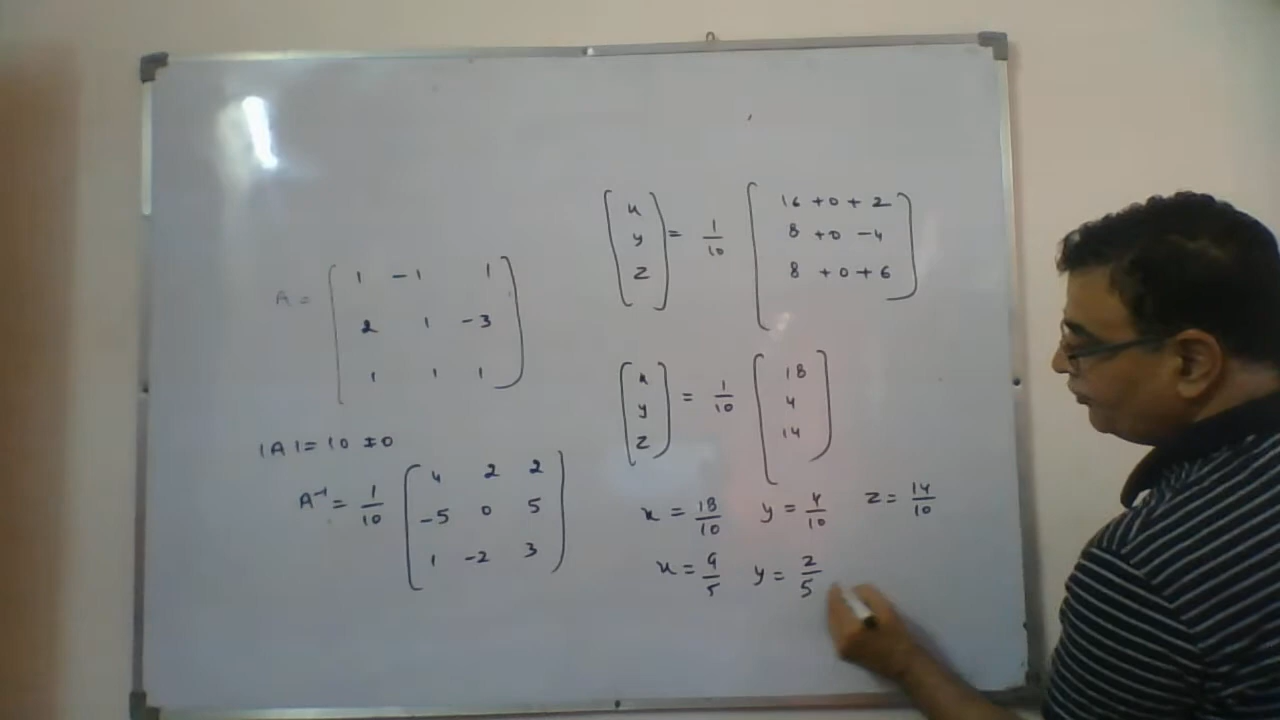 A = [ 1 -1 1
2 1 -3
1 1 1 ]
|A| = 10 ≠ 0
A⁻¹ = 1/10 [ 4 2 2
-5 0 5
1 -2 3 ]
[ x y z ] = 1/10 [ 16 + 0 + 2
8 + 0 - 4
8 + 0 + 6 ]
[ x y z ] = 1/10 [ 18
4
14 ]
x = 18/10 y = 4/10 z = 14/10
x = 9/5 y = 2/5